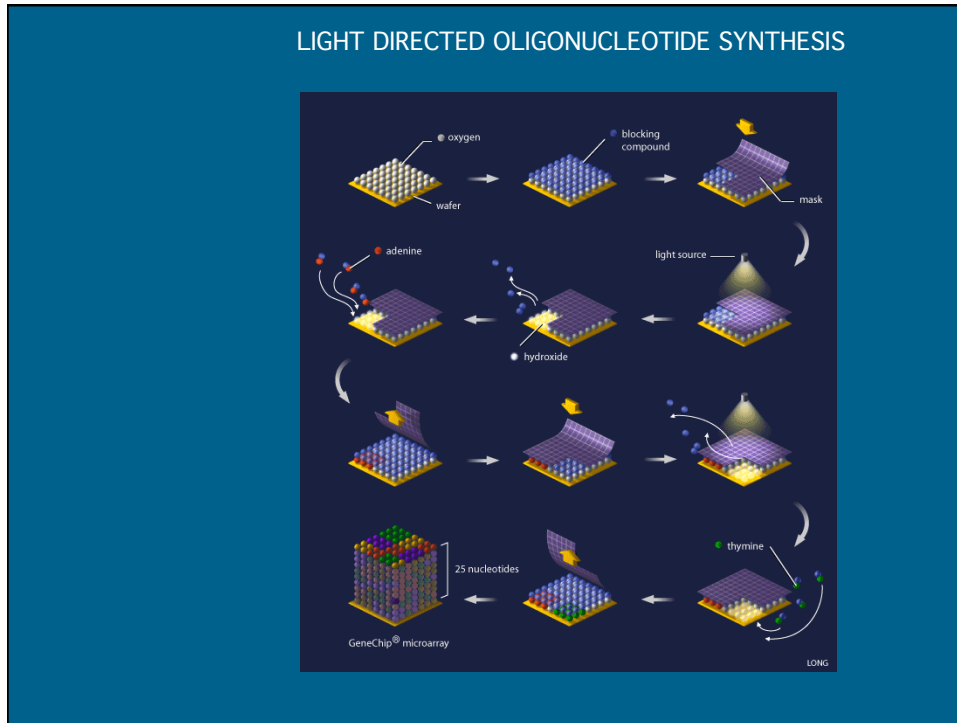 LIGHT DIRECTED OLIGONUCLEOTIDE SYNTHESIS
oxygen
wafer
blocking
compound
mask
adenine
hydroxide
light source
25 nucleotides
GeneChip® microarray
thymine
LONG